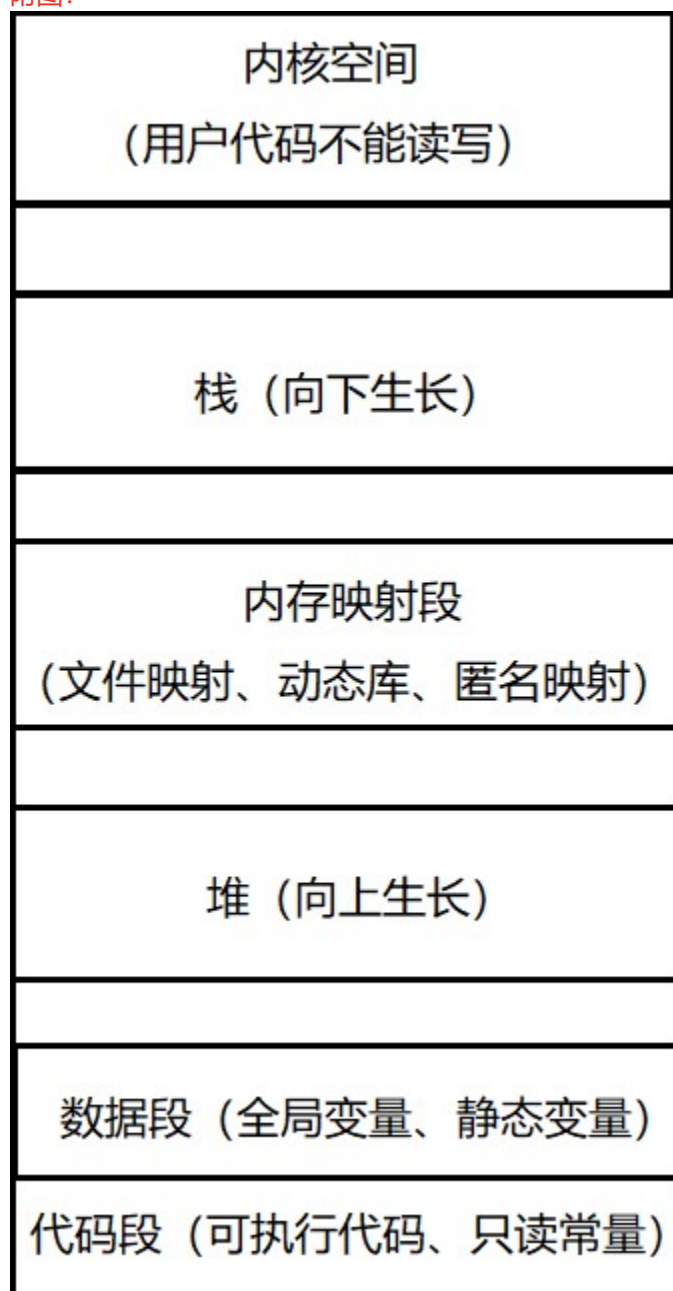 附图：
内核空间
（用户代码不能读写）
栈（向下生长）
内存映射段
（文件映射、动态库、匿名映射）
堆（向上生长）
数据段（全局变量、静态变量）
代码段（可执行代码、只读常量）